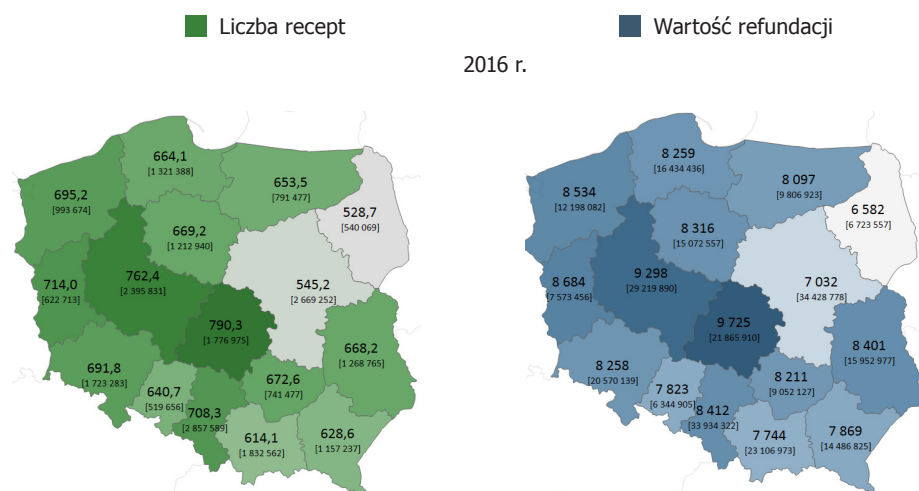 Liczba recept
Wartość refundacji
2016 r.
664,1
[1 321 388]
695,2
[993 674]
653,5
[791 477]
528,7
[540 069]
669,2
[1 212 940]
762,4
[2 395 831]
714,0
[622 713]
545,2
[2 669 252]
790,3
[1 776 975]
668,2
[1 268 765]
691,8
[1 723 283]
640,7
[519 656]
672,6
[741 477]
708,3
[2 857 589]
614,1
[1 832 562]
628,6
[1 157 237]
8 259
[16 434 436]
8 534
[12 198 082]
8 097
[9 806 923]
6 582
[6 723 557]
8 316
[15 072 557]
9 298
[29 219 890]
8 684
[7 573 456]
7 032
[34 428 778]
9 725
[21 865 910]
8 401
[15 952 977]
8 258
[20 570 139]
7 823
[6 344 905]
8 211
[9 052 127]
8 412
[33 934 322]
7 744
[23 106 973]
7 869
[14 486 825]